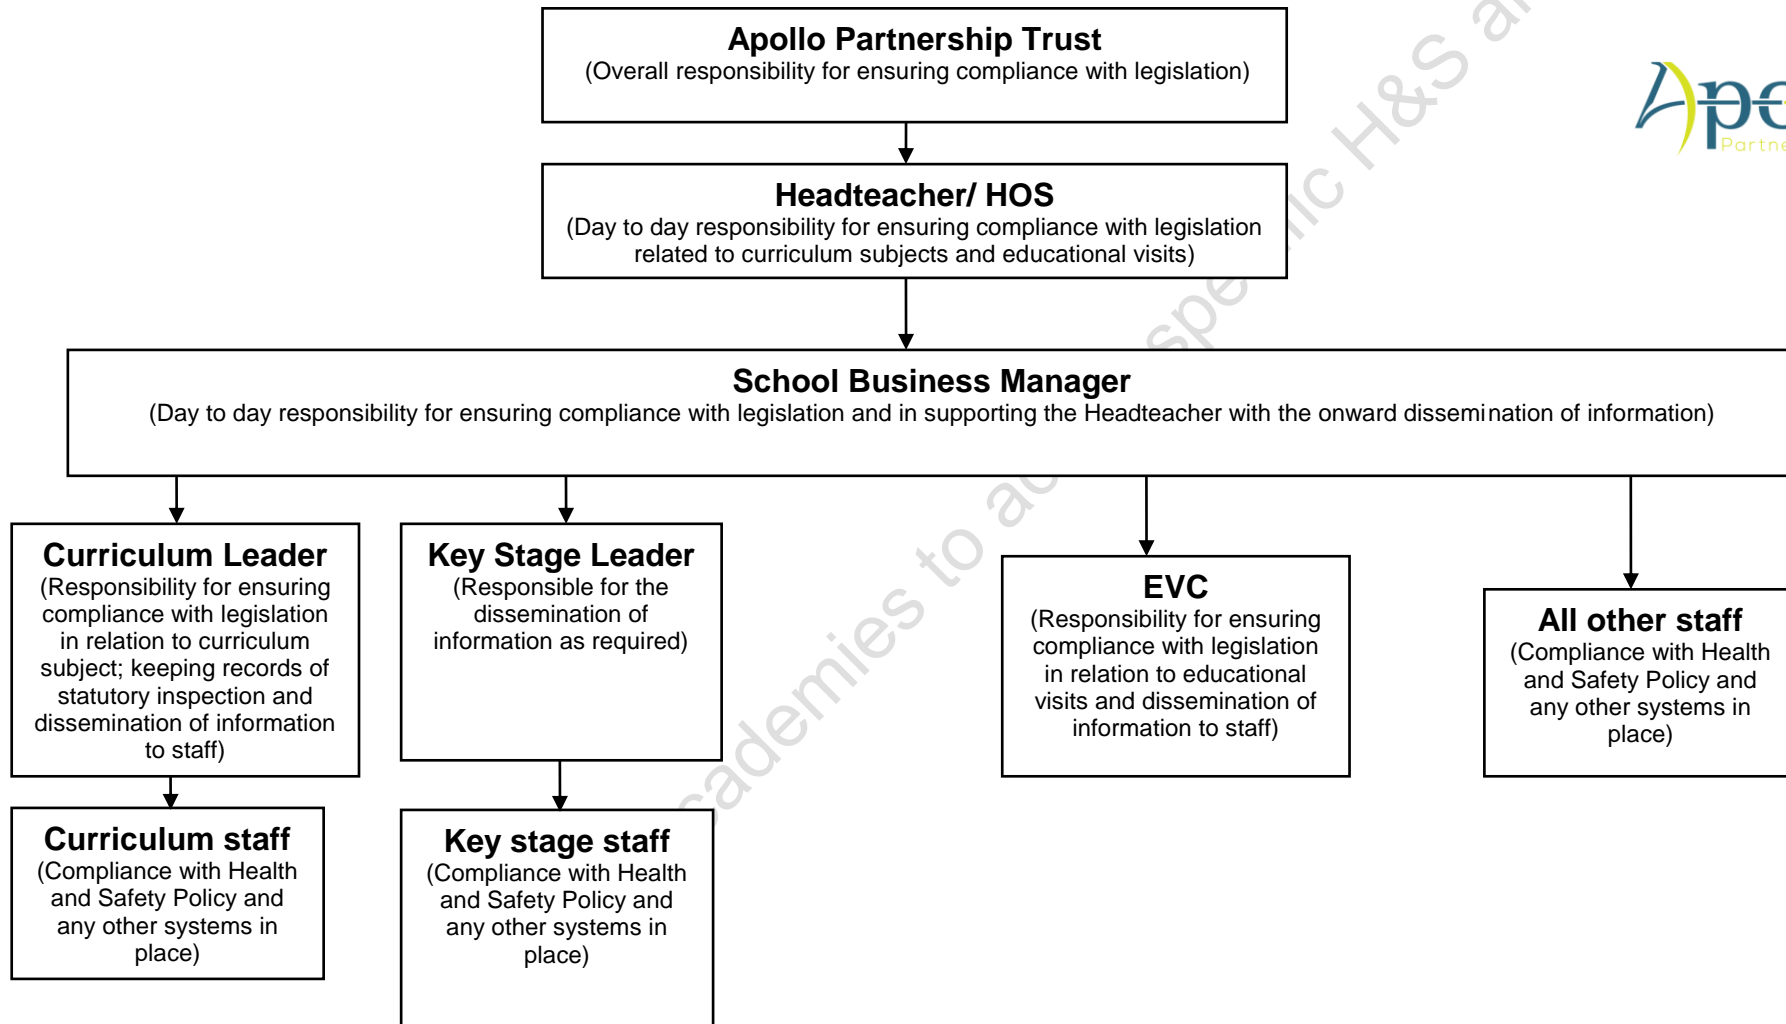 Apollo Partnership Trust
(Overall responsibility for ensuring compliance with legislation)
Headteacher/ HOS
(Day to day responsibility for ensuring compliance with legislation
related to curriculum subjects and educational visits)
School Business Manager
(Day to day responsibility for ensuring compliance with legislation and in supporting the Headteacher with the onward dissemination of information)
Curriculum Leader
(Responsibility for ensuring
compliance with legislation
in relation to curriculum
subject; keeping records of
statutory inspection and
dissemination of information
to staff)
Key Stage Leader
(Responsible for the
dissemination of
information as required)
EVC
(Responsibility for ensuring
compliance with legislation
in relation to educational
visits and dissemination of
information to staff)
All other staff
(Compliance with Health
and Safety Policy and
any other systems in
place)
Curriculum staff
(Compliance with Health
and Safety Policy and
any other systems in
place)
Key stage staff
(Compliance with Health
and Safety Policy and
any other systems in
place)
to
H&S